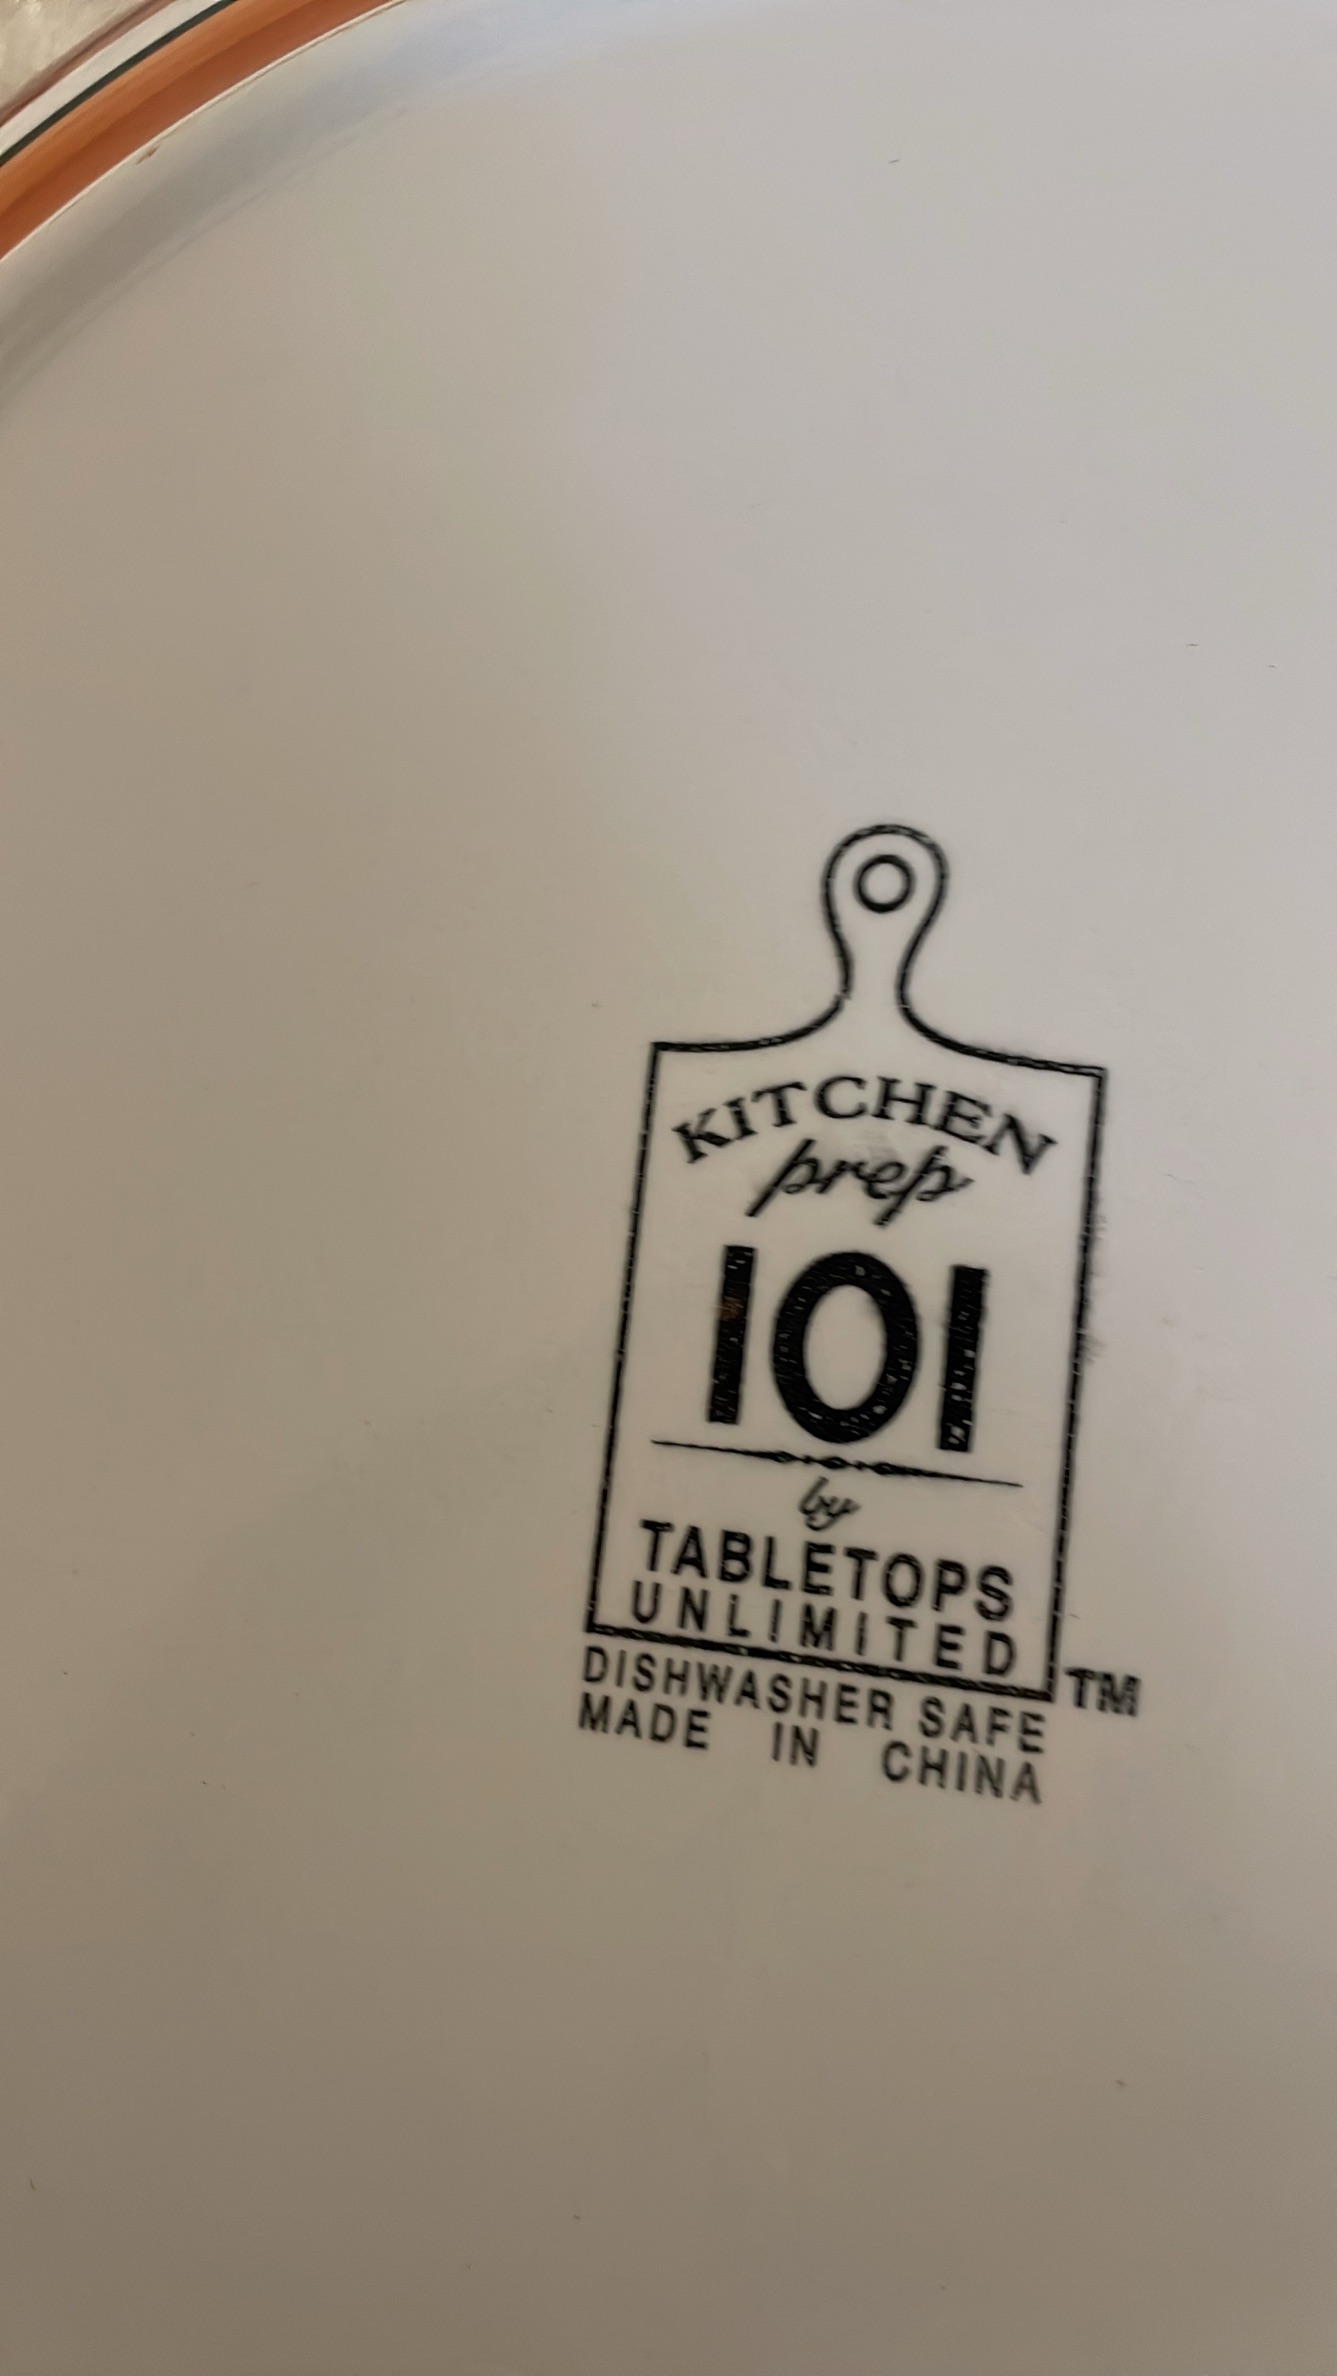 KITCHEN
prep
101
by
TABLETOPS
UNLIMITED
TM
DISHWASHER SAFE
MADE IN CHINA